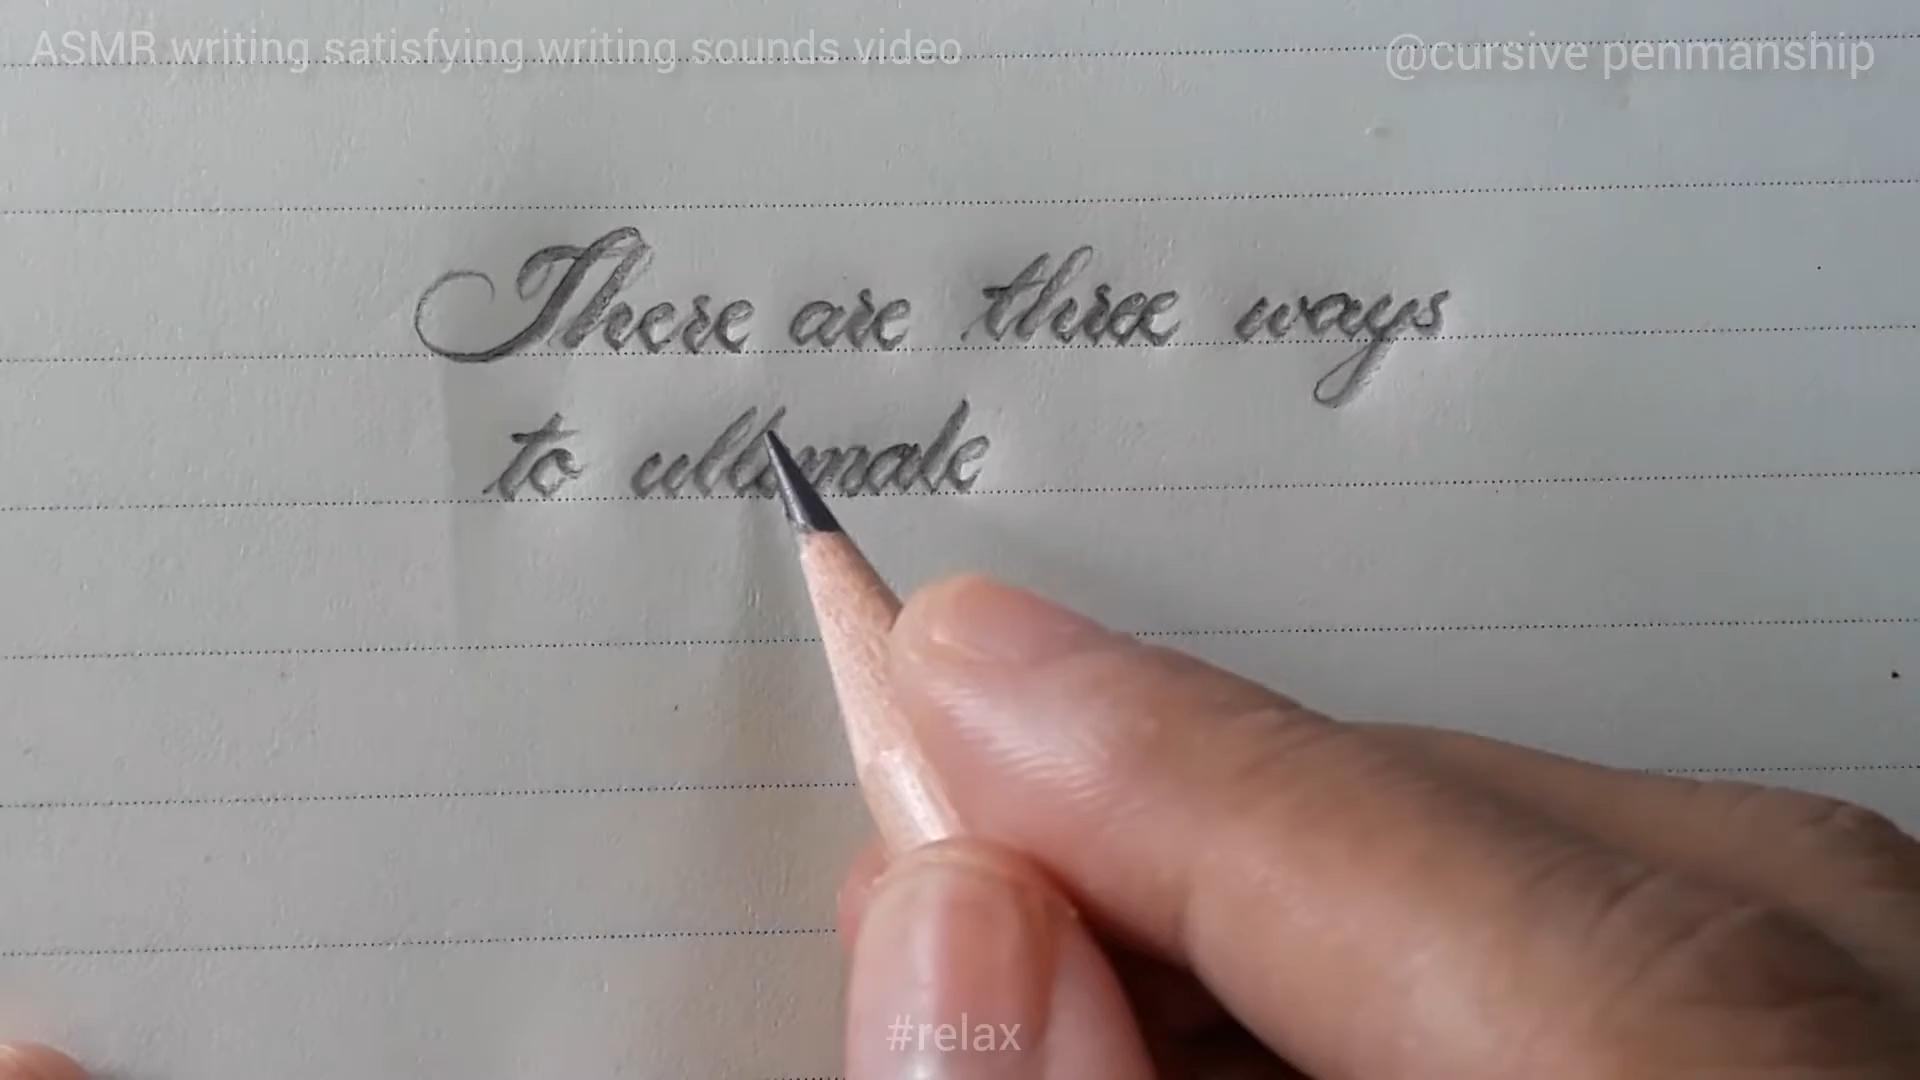 ASMR writing satisfying writing sounds video
@cursive penmanship
There are three ways
to ultimate
#relax